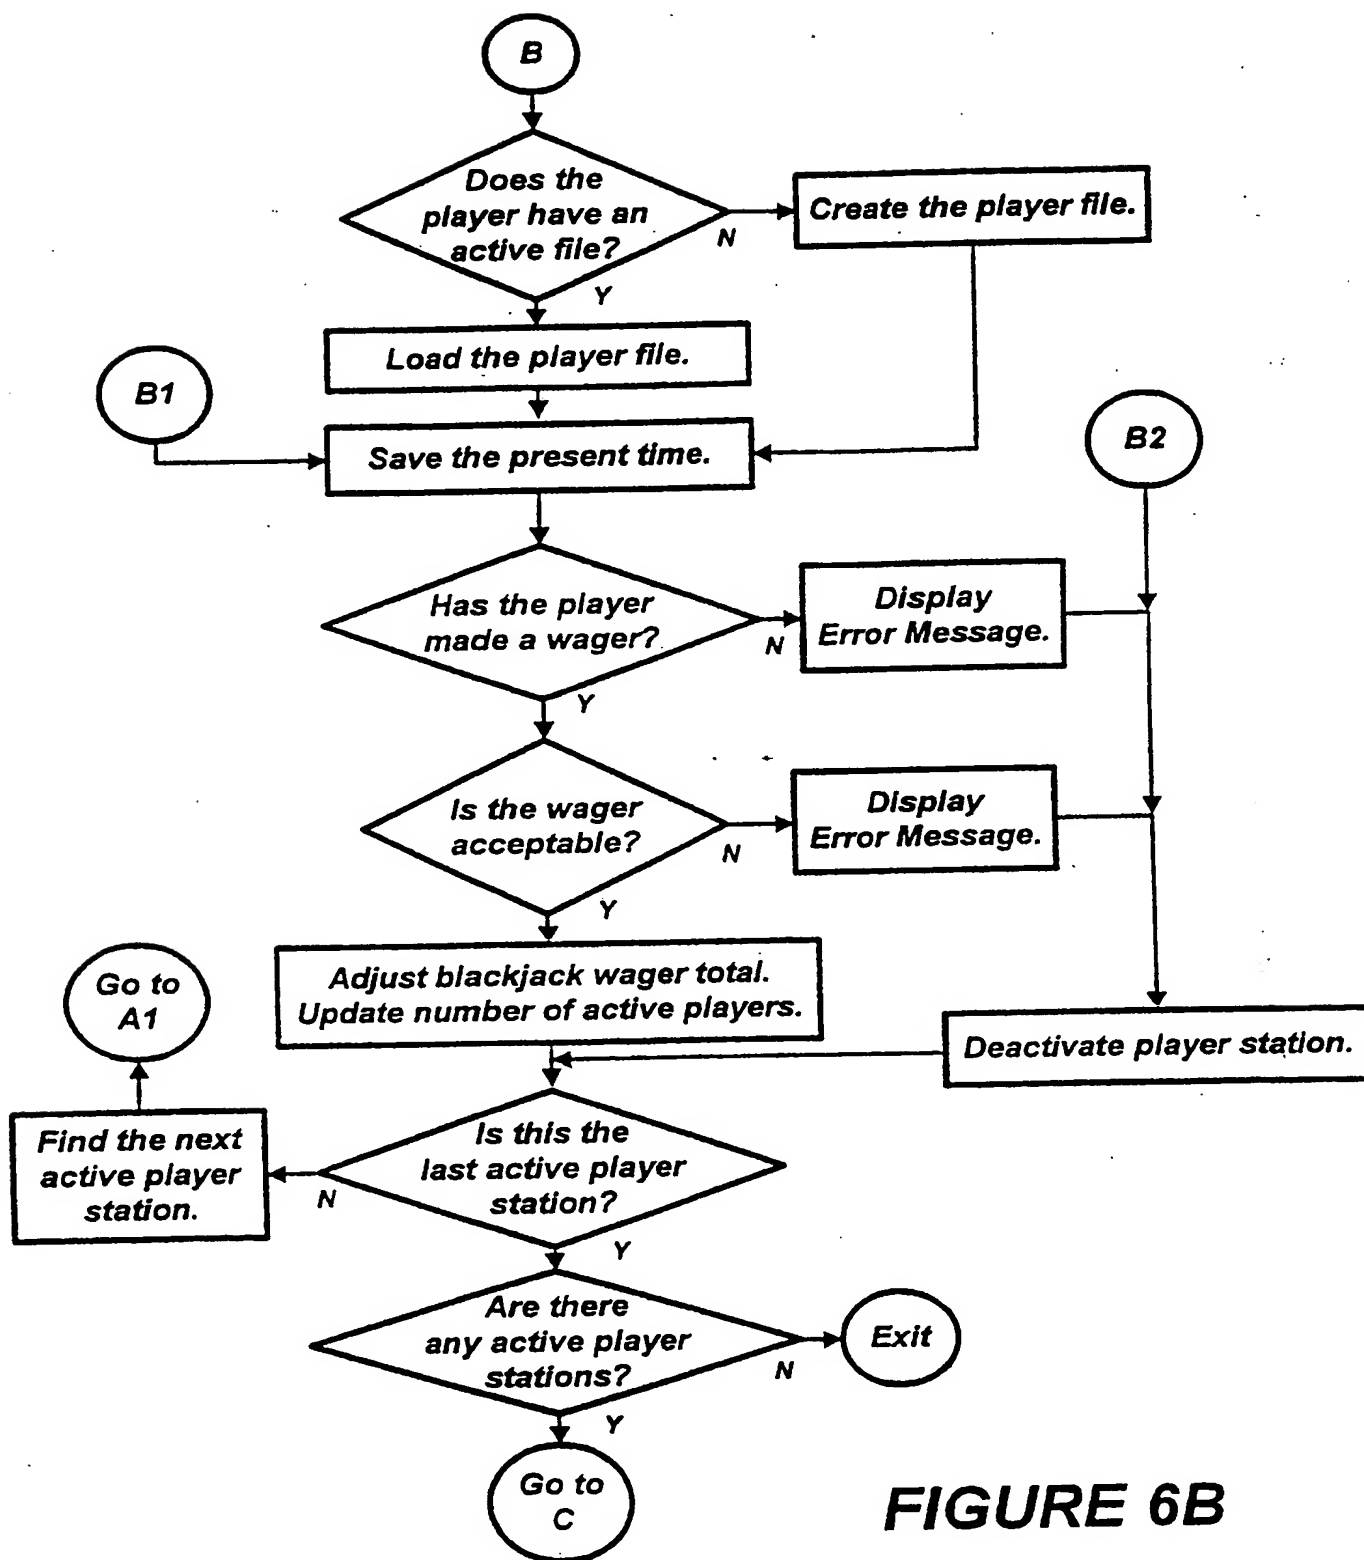 B
Does the
player have an
active file?
N
Create the player file.
Y
Load the player file.
B1
Save the present time.
B2
Has the player
made a wager?
N
Display
Error Message.
Y
Is the wager
acceptable?
N
Display
Error Message.
Y
Adjust blackjack wager total.
Update number of active players.
Go to
A1
Deactivate player station.
Find the next
active player
station.
Is this the
last active player
station?
N
Y
Are there
any active player
stations?
N
Exit
Y
Go to
C
FIGURE 6B